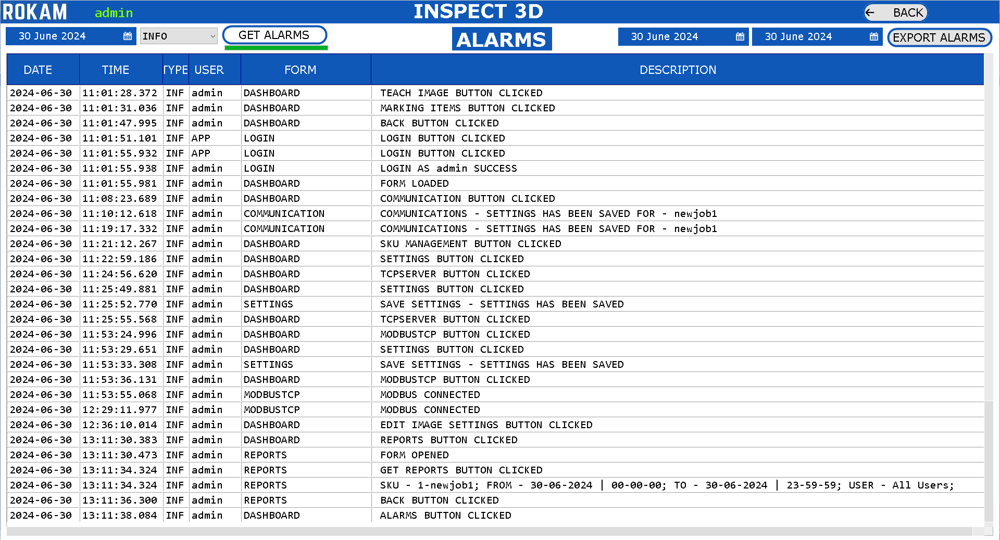 ROKAM admin INSPECT 3D ← BACK
30 June 2024 INFO GET ALARMS ALARMS 30 June 2024 30 June 2024 EXPORT ALARMS
DATE TIME TYPE USER FORM DESCRIPTION
2024-06-30 11:01:28.372 INF admin DASHBOARD TEACH IMAGE BUTTON CLICKED
2024-06-30 11:01:31.036 INF admin DASHBOARD MARKING ITEMS BUTTON CLICKED
2024-06-30 11:01:47.995 INF admin DASHBOARD BACK BUTTON CLICKED
2024-06-30 11:01:51.101 INF APP LOGIN LOGIN BUTTON CLICKED
2024-06-30 11:01:55.932 INF APP LOGIN LOGIN BUTTON CLICKED
2024-06-30 11:01:55.938 INF admin LOGIN LOGIN AS admin SUCCESS
2024-06-30 11:01:55.981 INF admin DASHBOARD FORM LOADED
2024-06-30 11:08:23.689 INF admin DASHBOARD COMMUNICATION BUTTON CLICKED
2024-06-30 11:10:12.618 INF admin COMMUNICATION COMMUNICATIONS - SETTINGS HAS BEEN SAVED FOR - newjob1
2024-06-30 11:19:17.332 INF admin COMMUNICATION COMMUNICATIONS - SETTINGS HAS BEEN SAVED FOR - newjob1
2024-06-30 11:21:12.267 INF admin DASHBOARD SKU MANAGEMENT BUTTON CLICKED
2024-06-30 11:22:59.186 INF admin DASHBOARD SETTINGS BUTTON CLICKED
2024-06-30 11:24:56.620 INF admin DASHBOARD TCPSERVER BUTTON CLICKED
2024-06-30 11:25:49.881 INF admin DASHBOARD SETTINGS BUTTON CLICKED
2024-06-30 11:25:52.770 INF admin SETTINGS SAVE SETTINGS - SETTINGS HAS BEEN SAVED
2024-06-30 11:25:55.568 INF admin DASHBOARD TCPSERVER BUTTON CLICKED
2024-06-30 11:53:24.996 INF admin DASHBOARD MODBUSTCP BUTTON CLICKED
2024-06-30 11:53:29.651 INF admin DASHBOARD SETTINGS BUTTON CLICKED
2024-06-30 11:53:33.308 INF admin SETTINGS SAVE SETTINGS - SETTINGS HAS BEEN SAVED
2024-06-30 11:53:36.131 INF admin DASHBOARD MODBUSTCP BUTTON CLICKED
2024-06-30 11:53:55.068 INF admin MODBUSTCP MODBUS CONNECTED
2024-06-30 12:29:11.977 INF admin MODBUSTCP MODBUS CONNECTED
2024-06-30 12:36:10.014 INF admin DASHBOARD EDIT IMAGE SETTINGS BUTTON CLICKED
2024-06-30 13:11:30.383 INF admin DASHBOARD REPORTS BUTTON CLICKED
2024-06-30 13:11:30.473 INF admin REPORTS FORM OPENED
2024-06-30 13:11:34.324 INF admin REPORTS GET REPORTS BUTTON CLICKED
2024-06-30 13:11:34.324 INF admin REPORTS SKU - 1-newjob1; FROM - 30-06-2024 | 00-00-00; TO - 30-06-2024 | 23-59-59; USER - All Users;
2024-06-30 13:11:36.300 INF admin REPORTS BACK BUTTON CLICKED
2024-06-30 13:11:38.084 INF admin DASHBOARD ALARMS BUTTON CLICKED